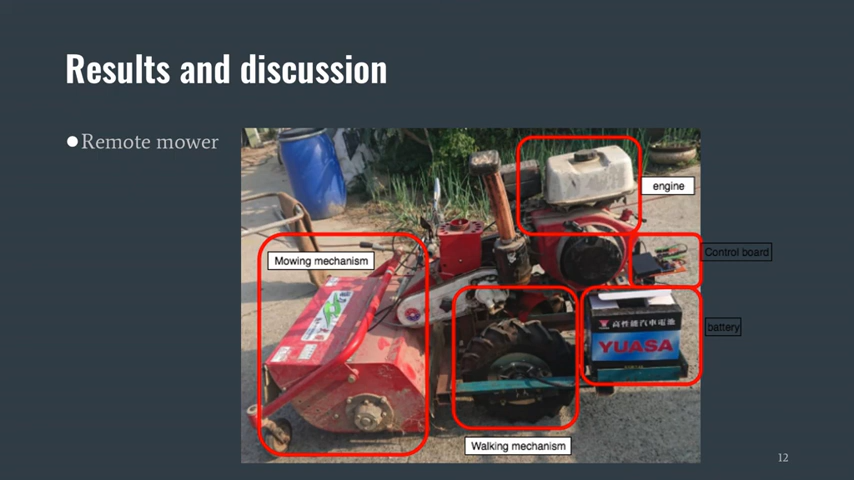 Results and discussion
●Remote mower
engine
Control board
Mowing mechanism
高性能汽車電池
YUASA
battery
Walking mechanism
12